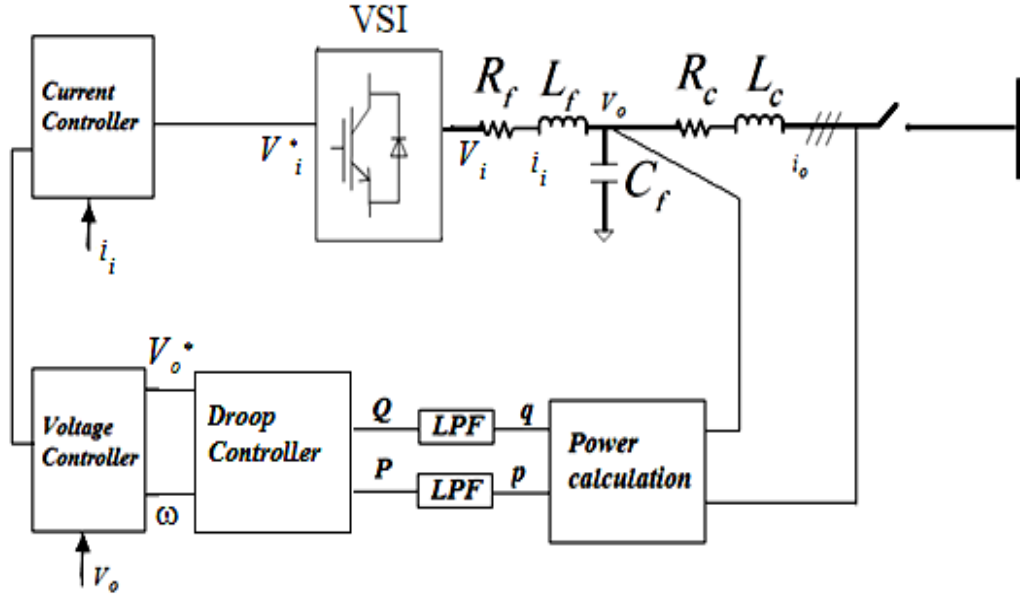 VSI
Current
Controller
V*i
Vi
Rf
Lf
ii
Vo
Cf
Rc
Lc
io
ii
Vo*
ω
Voltage
Controller
Droop
Controller
Q
LPF
q
P
LPF
p
Power
calculation
Vo